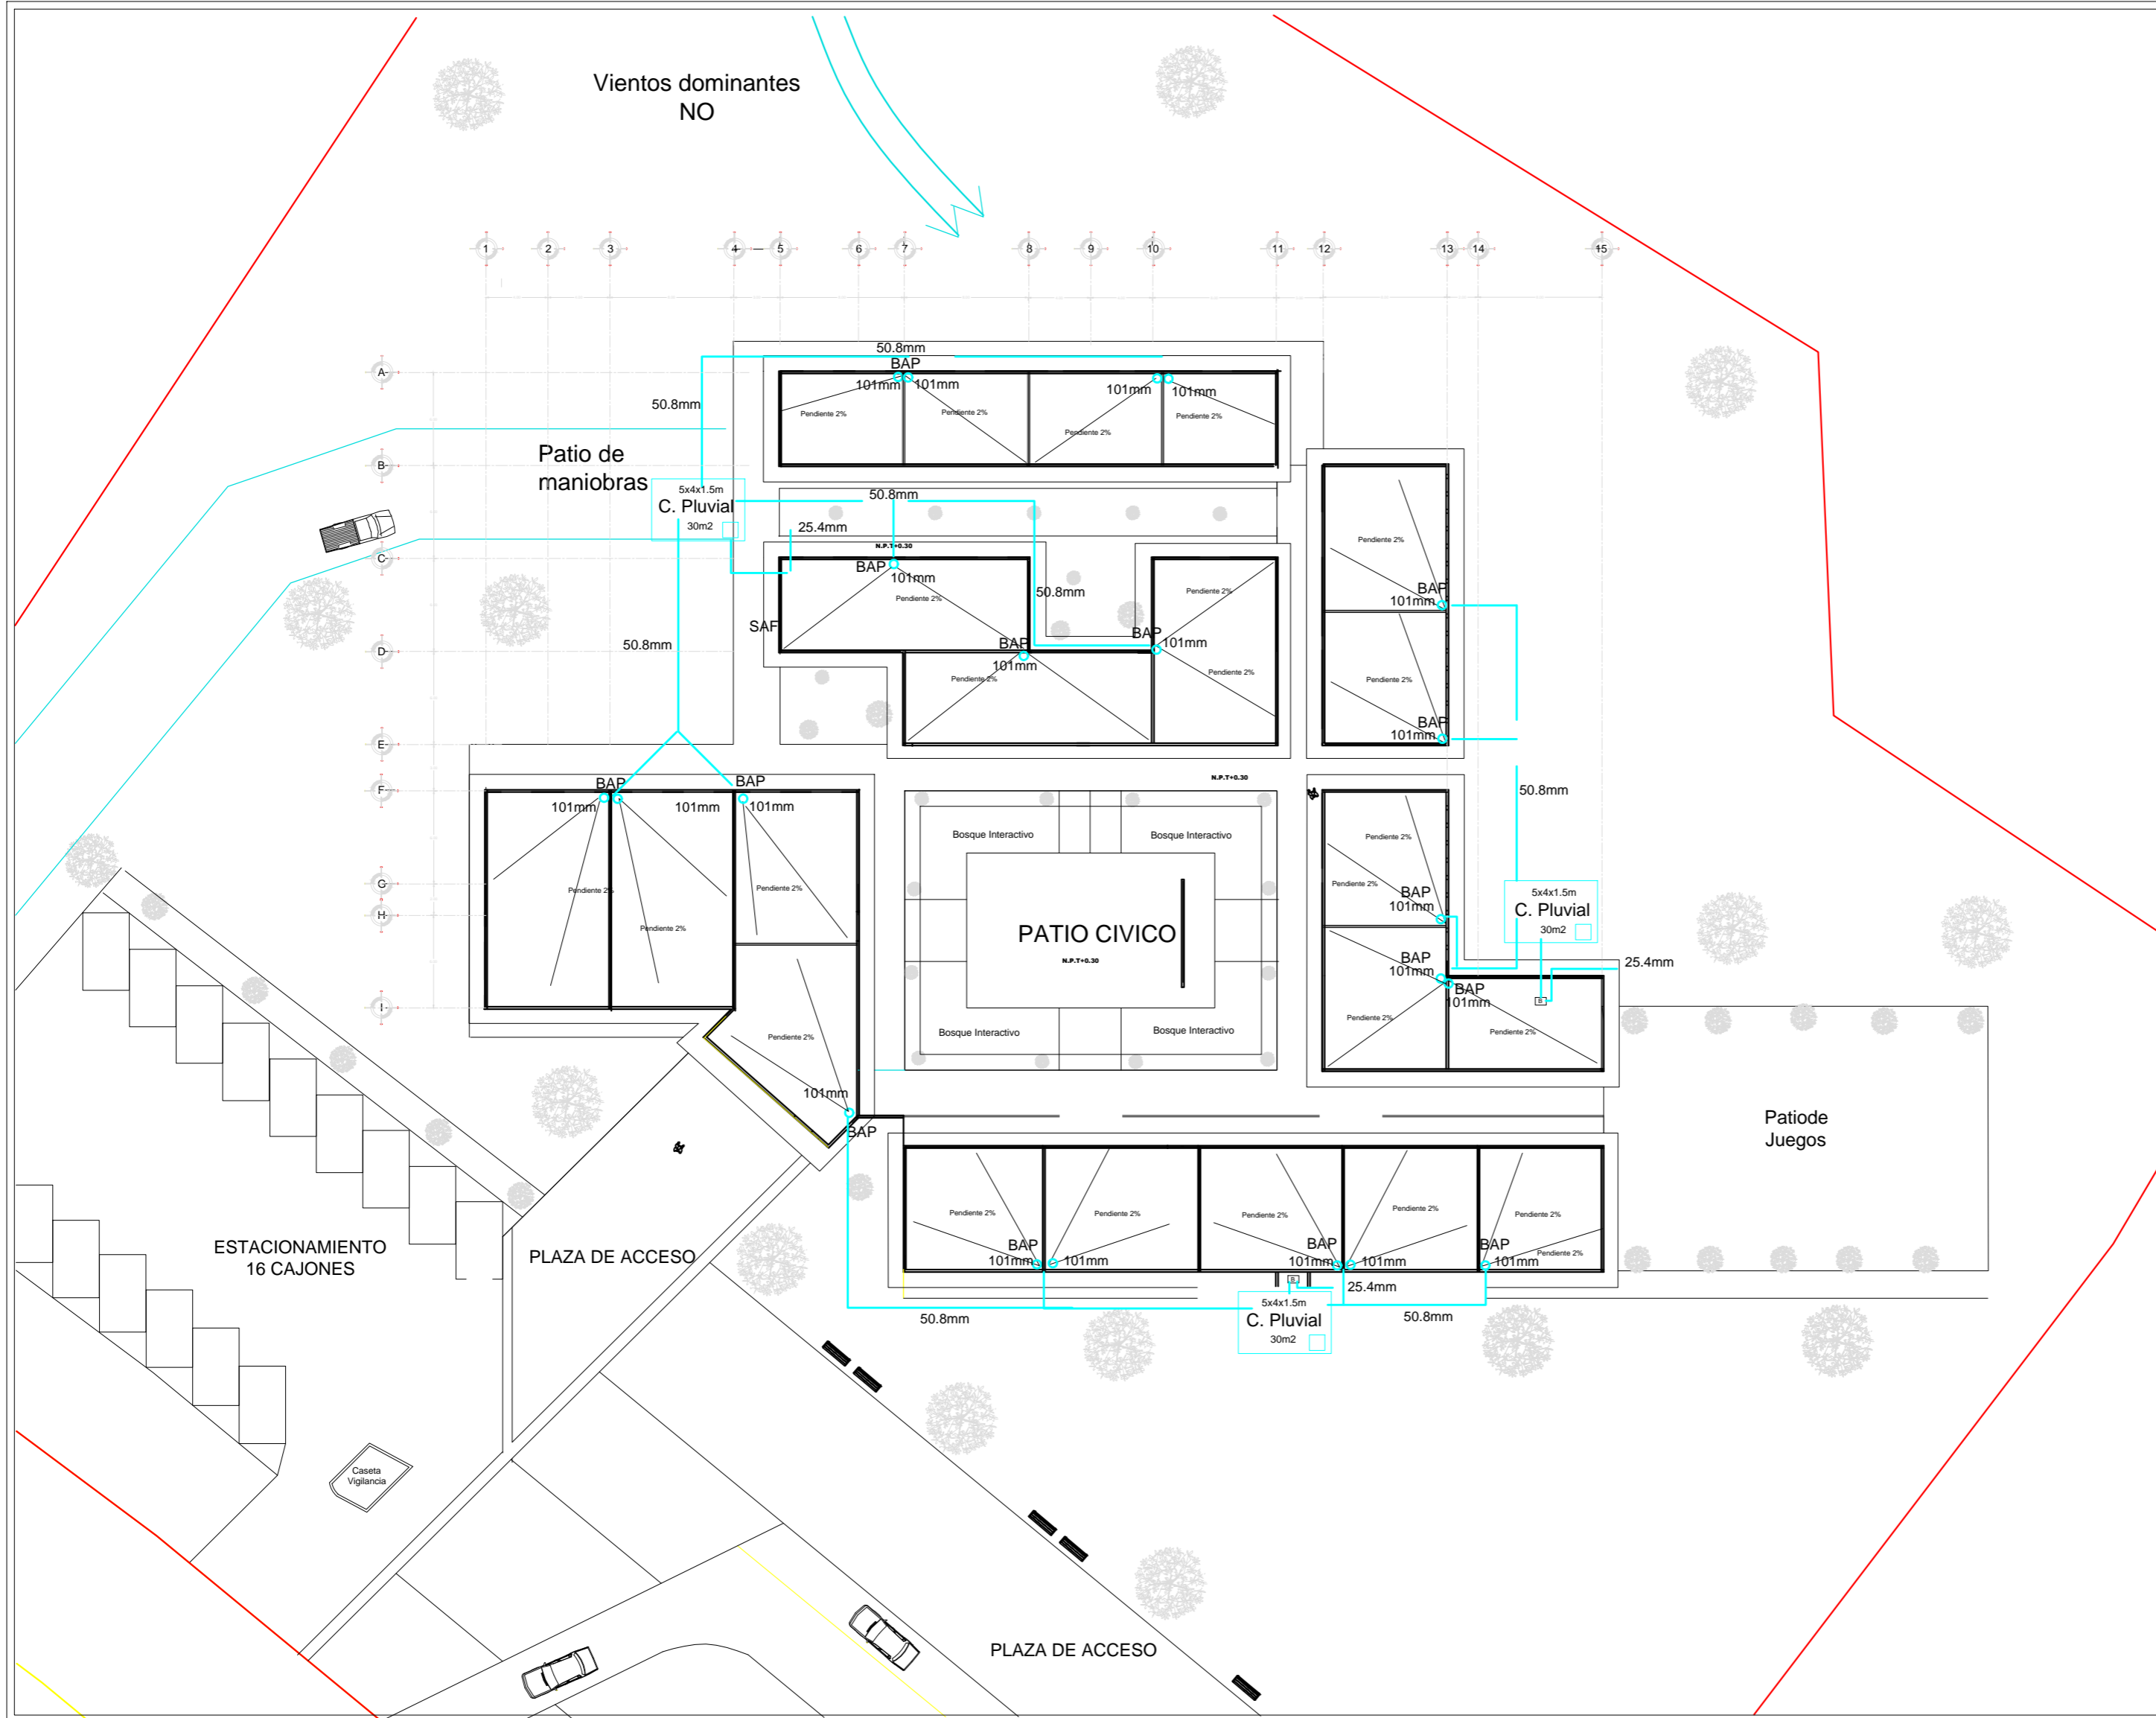 Vientos dominantes
NO
1
2
3
4
5
6
7
8
9
10
11
12
13
14
15
A
B
C
D
E
F
G
H
I
50.8mm
BAP
101mm
101mm
101mm
101mm
Pendiente 2%
Pendiente 2%
Pendiente 2%
Pendiente 2%
50.8mm
Patio de
maniobras
5x4x1.5m
C. Pluvial
30m2
50.8mm
25.4mm
N.P.T+0.30
BAP
101mm
Pendiente 2%
50.8mm
Pendiente 2%
SAF
BAP
101mm
BAP
101mm
Pendiente 2%
Pendiente 2%
50.8mm
Pendiente 2%
BAP
101mm
Pendiente 2%
BAP
101mm
N.P.T+0.30
50.8mm
BAP
BAP
101mm
101mm
101mm
Pendiente 2%
Pendiente 2%
Pendiente 2%
Bosque Interactivo
Bosque Interactivo
PATIO CIVICO
N.P.T+0.30
Bosque Interactivo
Bosque Interactivo
Pendiente 2%
Pendiente 2%
BAP
101mm
5x4x1.5m
C. Pluvial
30m2
BAP
101mm
BAP
101mm
25.4mm
B
Pendiente 2%
Pendiente 2%
Pendiente 2%
101mm
BAP
Patiode
Juegos
Pendiente 2%
Pendiente 2%
Pendiente 2%
Pendiente 2%
Pendiente 2%
Pendiente 2%
BAP
101mm
101mm
BAP
101mm
101mm
BAP
101mm
B
25.4mm
5x4x1.5m
C. Pluvial
30m2
50.8mm
50.8mm
ESTACIONAMIENTO
16 CAJONES
PLAZA DE ACCESO
Caseta
Vigilancia
PLAZA DE ACCESO